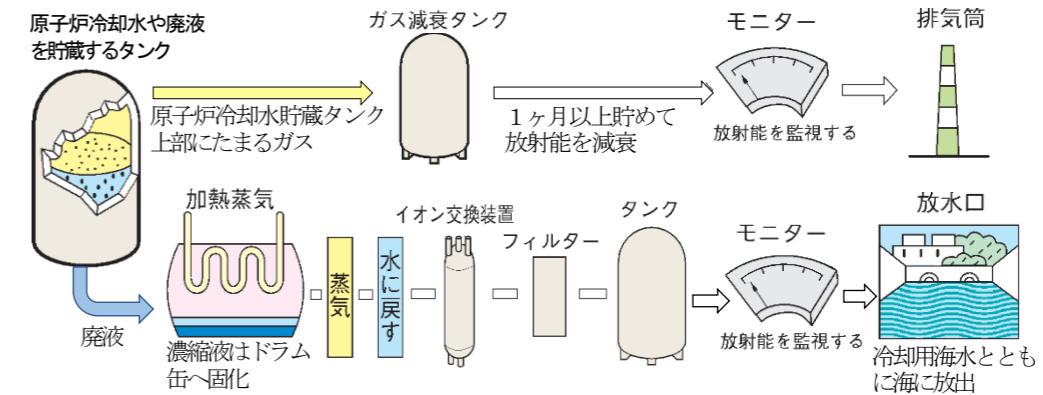 原子炉冷却水や廃液
を貯蔵するタンク
ガス減衰タンク
モニター
排気筒
原子炉冷却水貯蔵タンク
上部にたまるガス
１ヶ月以上貯めて
放射能を減衰
放射能を監視する
加熱蒸気
イオン交換装置
フィルター
タンク
モニター
放水口
蒸気
水に戻す
廃液
濃縮液はドラム
缶へ固化
放射能を監視する
冷却用海水ととも
に海に放出